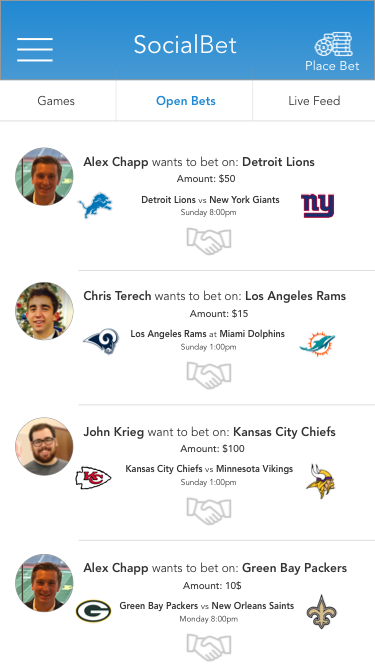 SocialBet
Place Bet
Games Open Bets Live Feed
Alex Chapp wants to bet on: Detroit Lions
Amount: $50
Detroit Lions vs New York Giants
ny
Sunday 8:00pm
Chris Terech wants to bet on: Los Angeles Rams
Amount: $15
Los Angeles Rams at Miami Dolphins
Sunday 1:00pm
John Krieg want to bet on: Kansas City Chiefs
Amount: $100
Kansas City Chiefs vs Minnesota Vikings
KC
Sunday 1:00pm
Alex Chapp wants to bet on: Green Bay Packers
Amount: 10$
G
Green Bay Packers vs New Orleans Saints
Monday 8:00pm